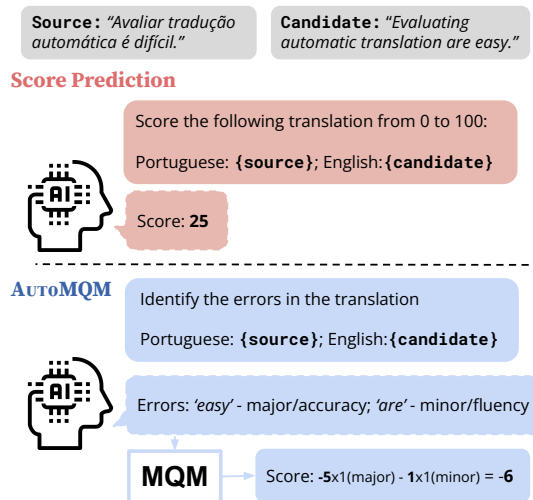 Source: “Avaliar tradução
automática é difícil.”
Candidate: “Evaluating
automatic translation are easy.”
Score Prediction
Score the following translation from 0 to 100:
Portuguese: {source}; English:{candidate}
AI
Score: 25
AUTOMQM
Identify the errors in the translation
Portuguese: {source}; English:{candidate}
AI
Errors: ‘easy’ - major/accuracy; ‘are’ - minor/fluency
MQM
Score: -5x1(major) - 1x1(minor) = -6